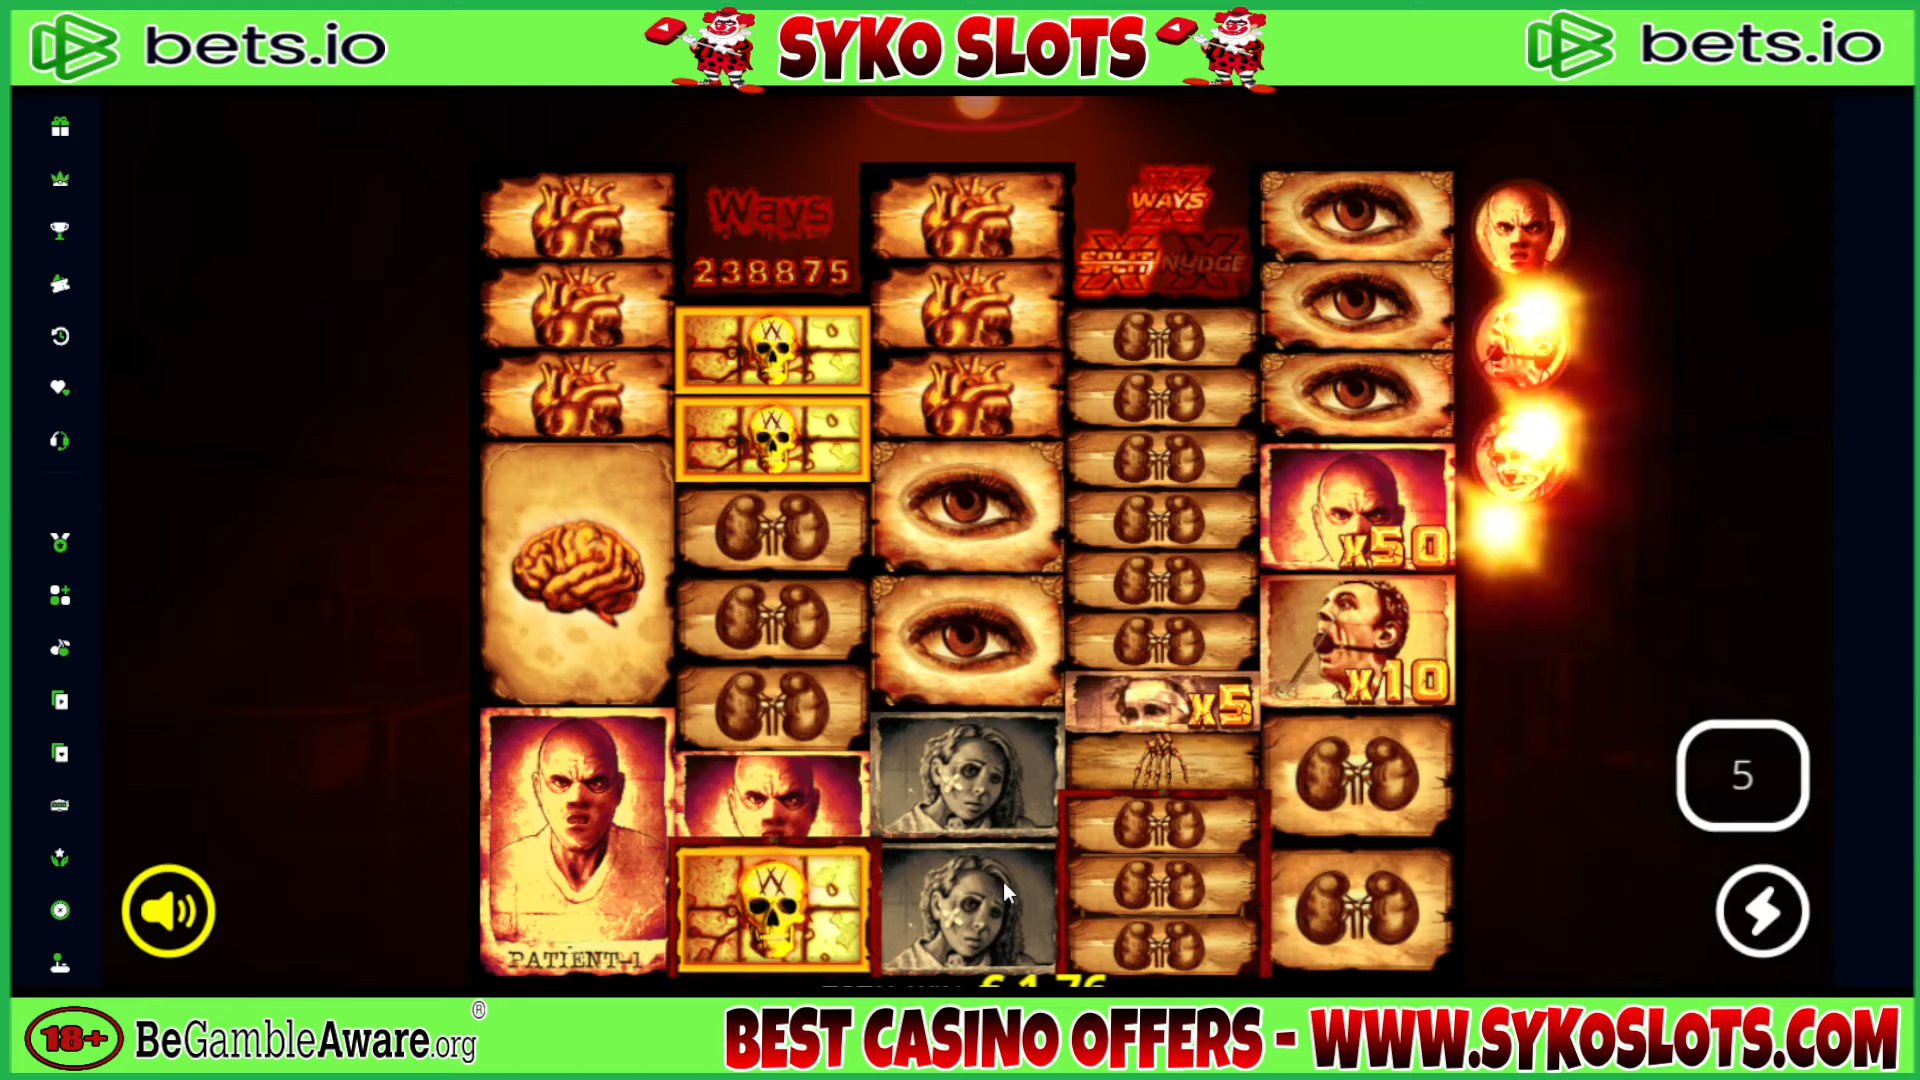 bets.io
SYKO SLOTS
bets.io
Ways
238875
WAYS
SPLIT NUDGE
W
W
x50
x10
x5
5
PATIENT-1
W
18+ BeGambleAware.org®
BEST CASINO OFFERS - WWW.SYKOSLOTS.COM